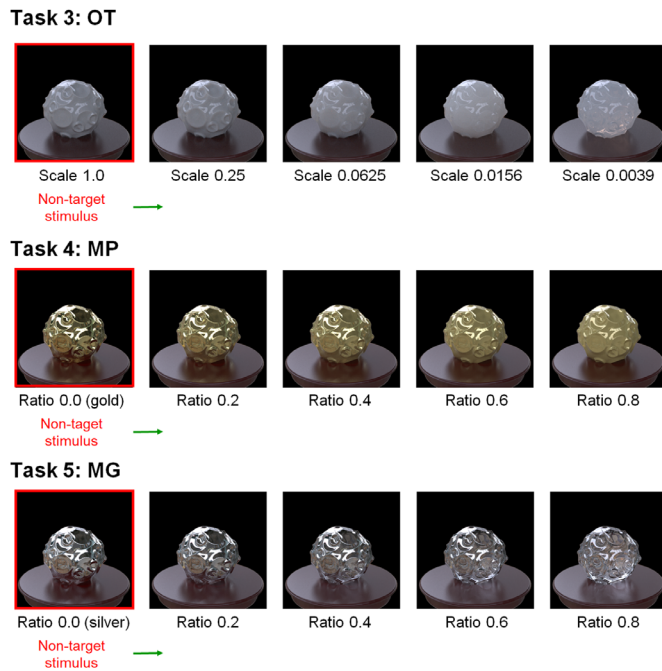 Task 3: OT
Scale 1.0 Scale 0.25 Scale 0.0625 Scale 0.0156 Scale 0.0039
Non-target
stimulus
Task 4: MP
Ratio 0.0 (gold) Ratio 0.2 Ratio 0.4 Ratio 0.6 Ratio 0.8
Non-taget
stimulus
Task 5: MG
Ratio 0.0 (silver) Ratio 0.2 Ratio 0.4 Ratio 0.6 Ratio 0.8
Non-target
stimulus